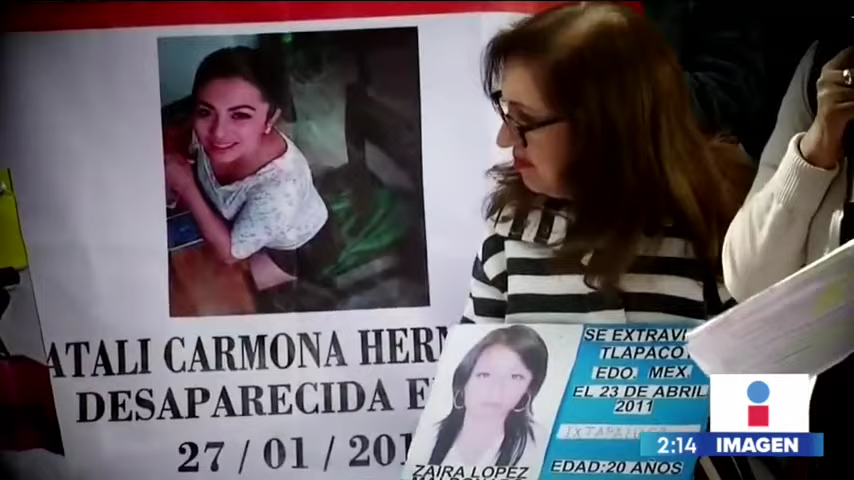 ATALI CARMONA HERN
DESAPARECIDA E
27 / 01 / 201
SE EXTRAVI
TLAPACO
EDO. MEX.
EL 23 DE ABRIL
2011
EDAD: 20 AÑOS
ZAIRA LOPEZ
2:14 IMAGEN